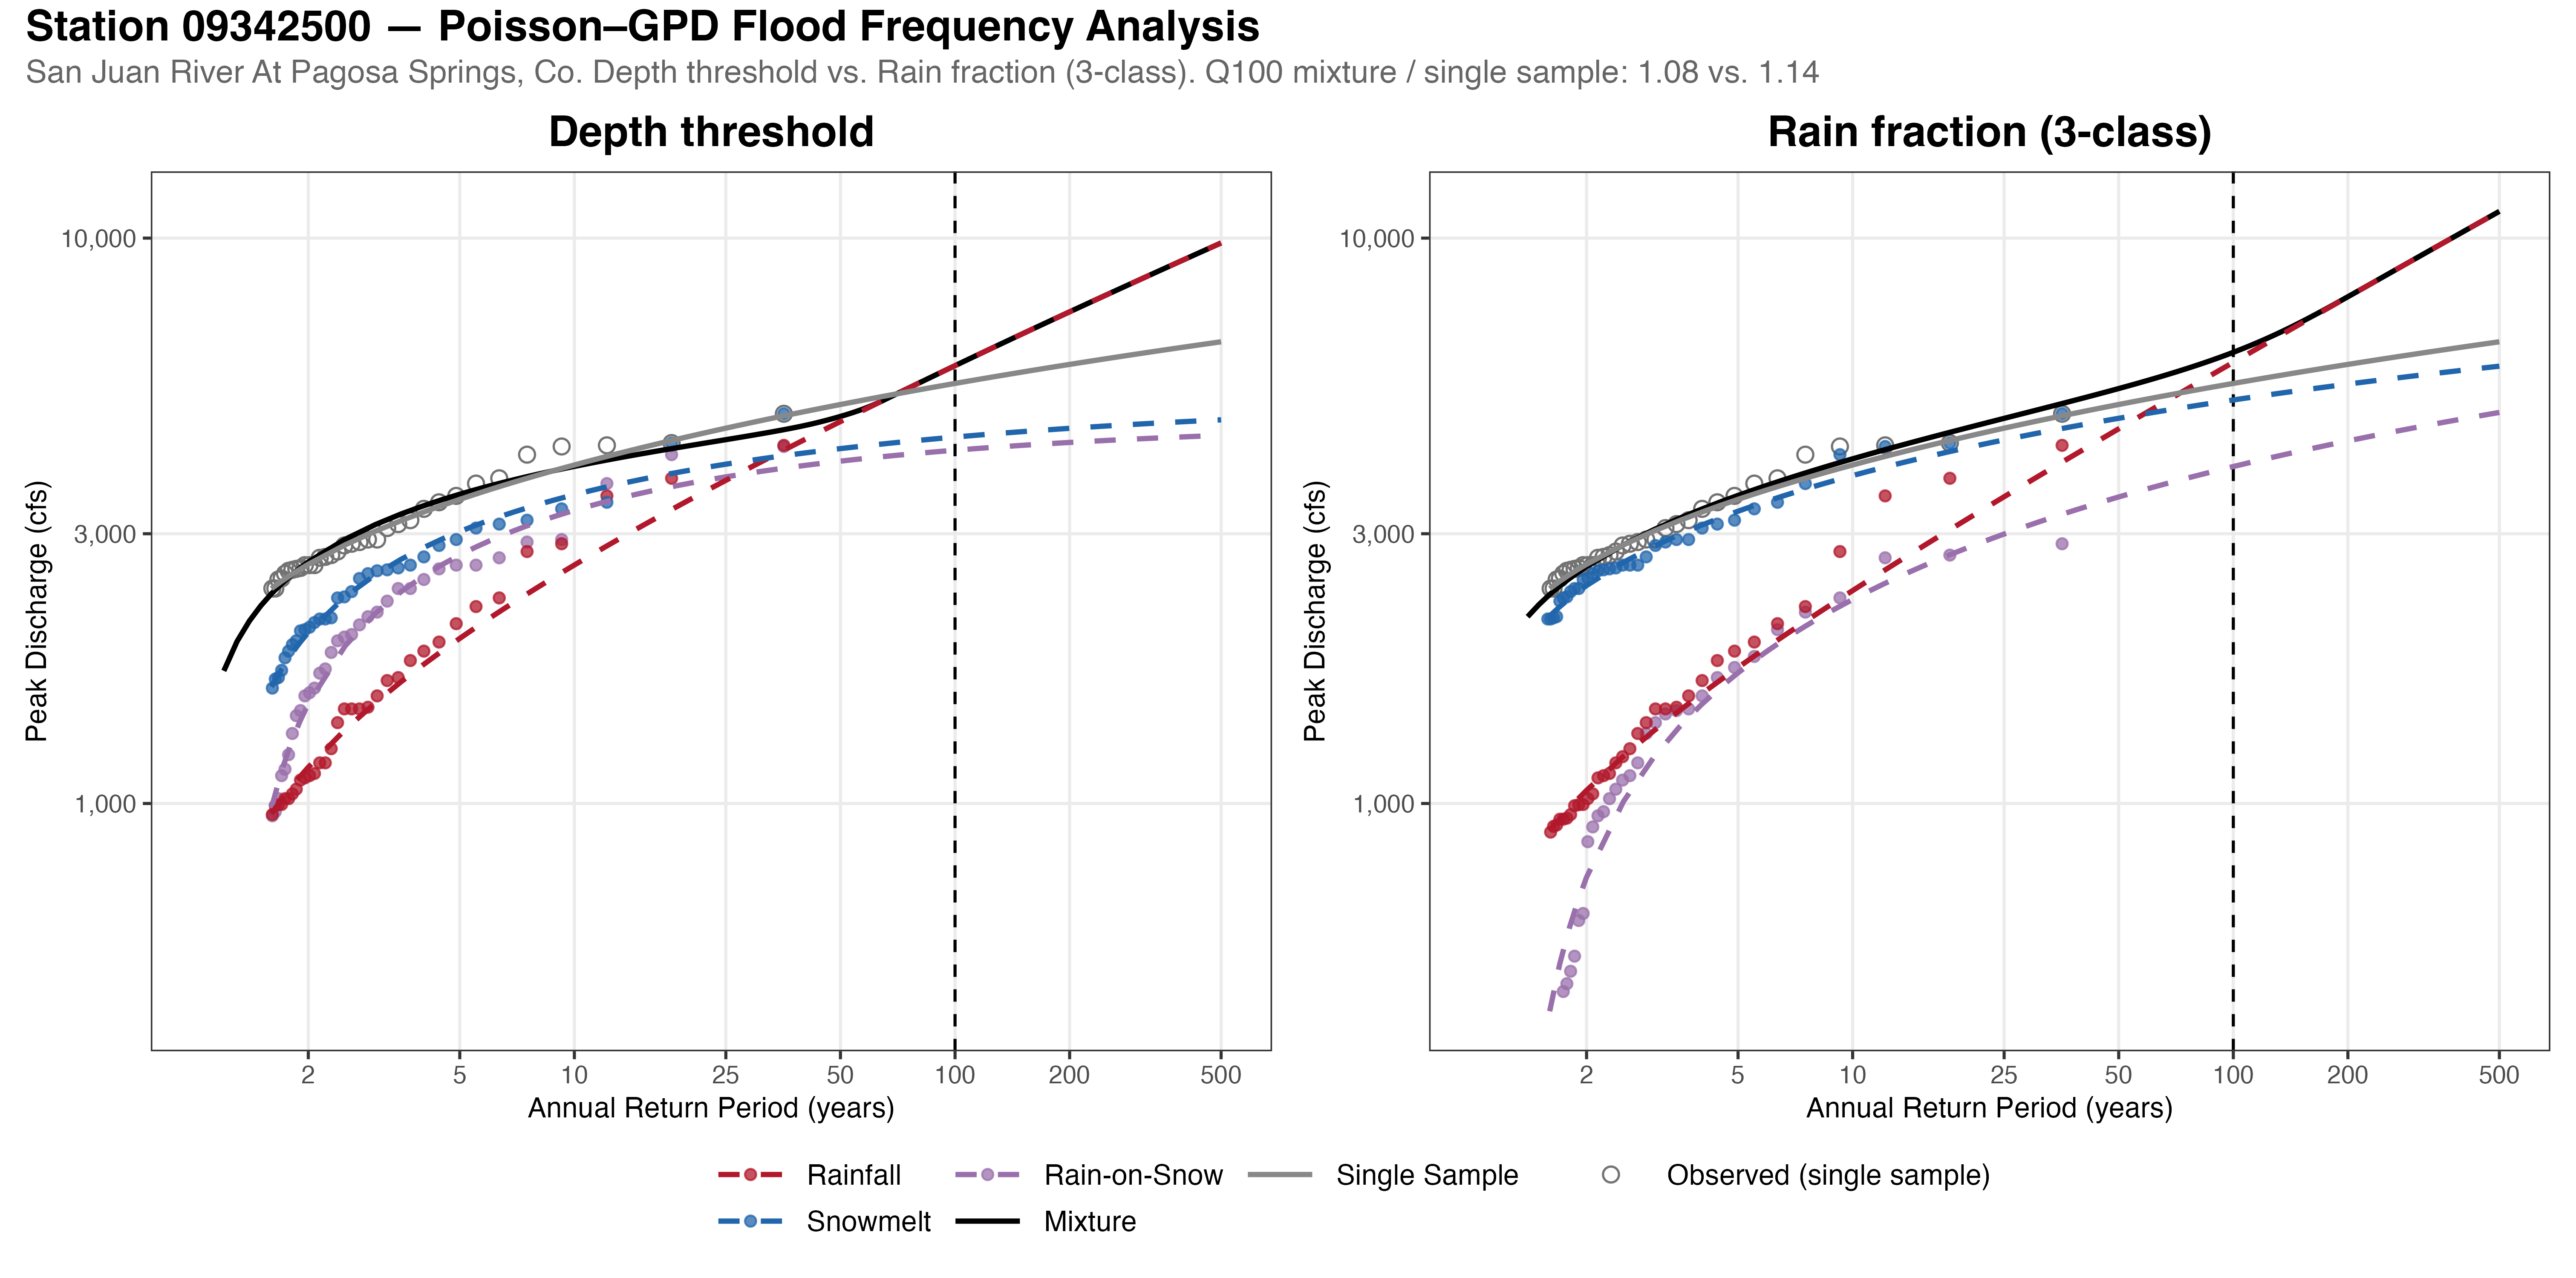 Station 09342500 — Poisson–GPD Flood Frequency Analysis
San Juan River At Pagosa Springs, Co. Depth threshold vs. Rain fraction (3-class). Q100 mixture / single sample: 1.08 vs. 1.14
Depth threshold
Peak Discharge (cfs)
10,000
3,000
1,000
2 5 10 25 50 100 200 500
Annual Return Period (years)
Rain fraction (3-class)
Peak Discharge (cfs)
10,000
3,000
1,000
2 5 10 25 50 100 200 500
Annual Return Period (years)
Rainfall Rain-on-Snow Single Sample Observed (single sample)
Snowmelt Mixture